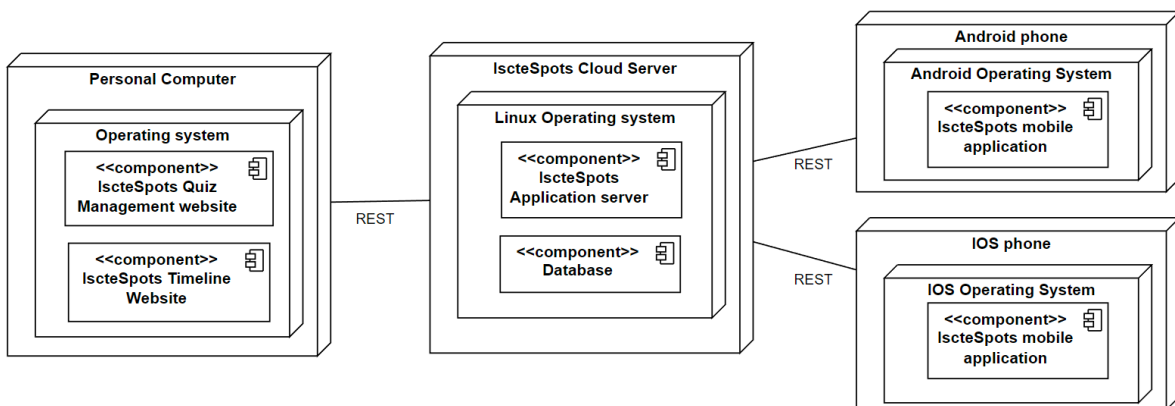 Personal Computer
Operating system
<<component>>
IscteSpots Quiz
Management website
<<component>>
IscteSpots Timeline
Website
REST
IscteSpots Cloud Server
Linux Operating system
<<component>>
IscteSpots
Application server
<<component>>
Database
REST
REST
Android phone
Android Operating System
<<component>>
IscteSpots mobile
application
IOS phone
IOS Operating System
<<component>>
IscteSpots mobile
application